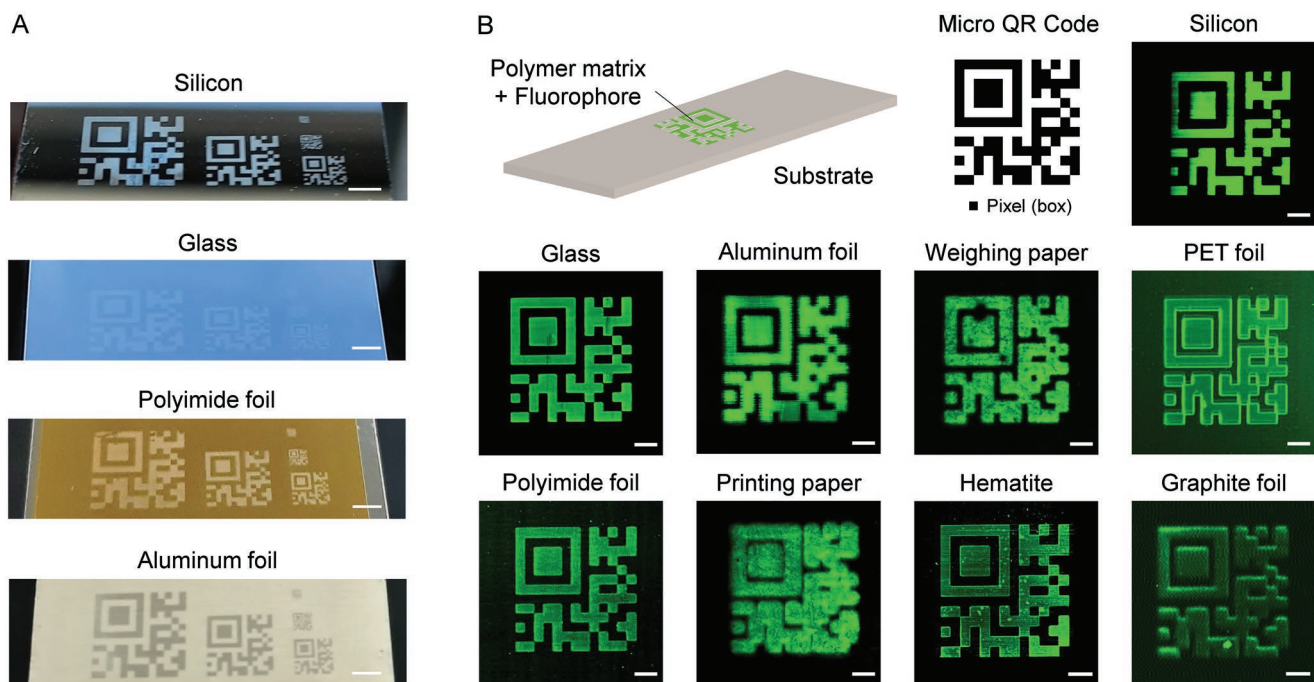 A
Silicon
Glass
Polyimide foil
Aluminum foil
B
Polymer matrix
+ Fluorophore
Substrate
Micro QR Code
Pixel (box)
Silicon
Glass
Aluminum foil
Weighing paper
PET foil
Polyimide foil
Printing paper
Hematite
Graphite foil